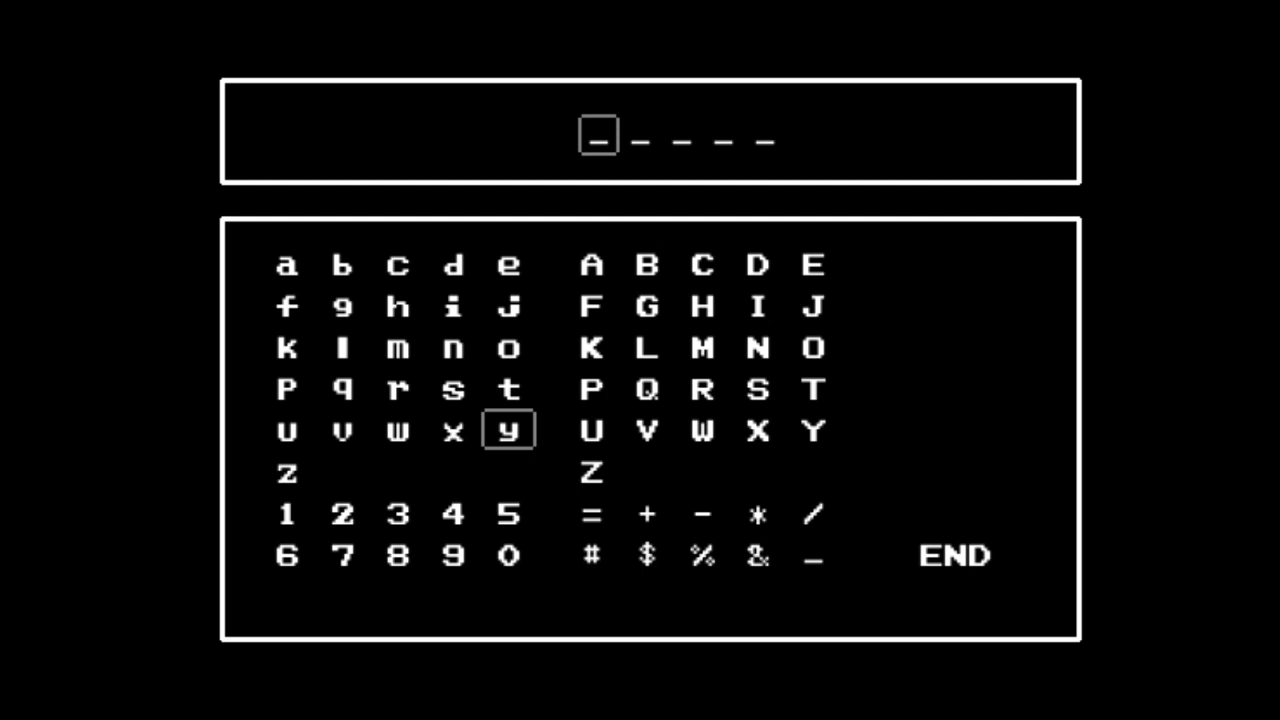 _ _ _ _ _
a b c d e A B C D E
f g h i j F G H I J
k l m n o K L M N O
p q r s t P Q R S T
u v w x y U V W X Y
z Z
1 2 3 4 5 = + - * /
6 7 8 9 0 # $ % & _ END